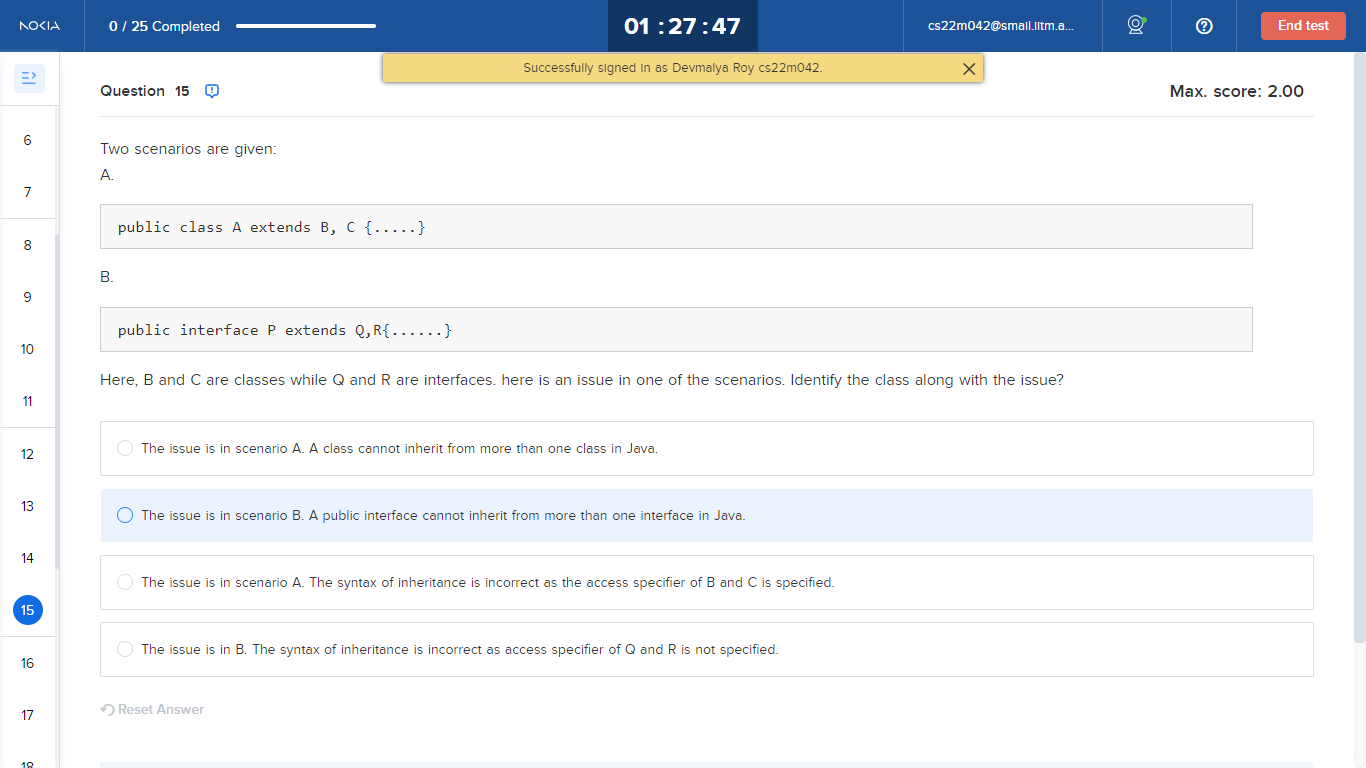 NOKIA
0 / 25 Completed
01 : 27 : 47
cs22m042@smail.iitm.a...
End test
Successfully signed in as Devmalya Roy cs22m042.
Question 15
Max. score: 2.00
6
7
8
9
10
11
12
13
14
15
16
17
18
Two scenarios are given:
A.
public class A extends B, C {.....}
B.
public interface P extends Q,R{......}
Here, B and C are classes while Q and R are interfaces. here is an issue in one of the scenarios. Identify the class along with the issue?
The issue is in scenario A. A class cannot inherit from more than one class in Java.
The issue is in scenario B. A public interface cannot inherit from more than one interface in Java.
The issue is in scenario A. The syntax of inheritance is incorrect as the access specifier of B and C is specified.
The issue is in B. The syntax of inheritance is incorrect as access specifier of Q and R is not specified.
Reset Answer